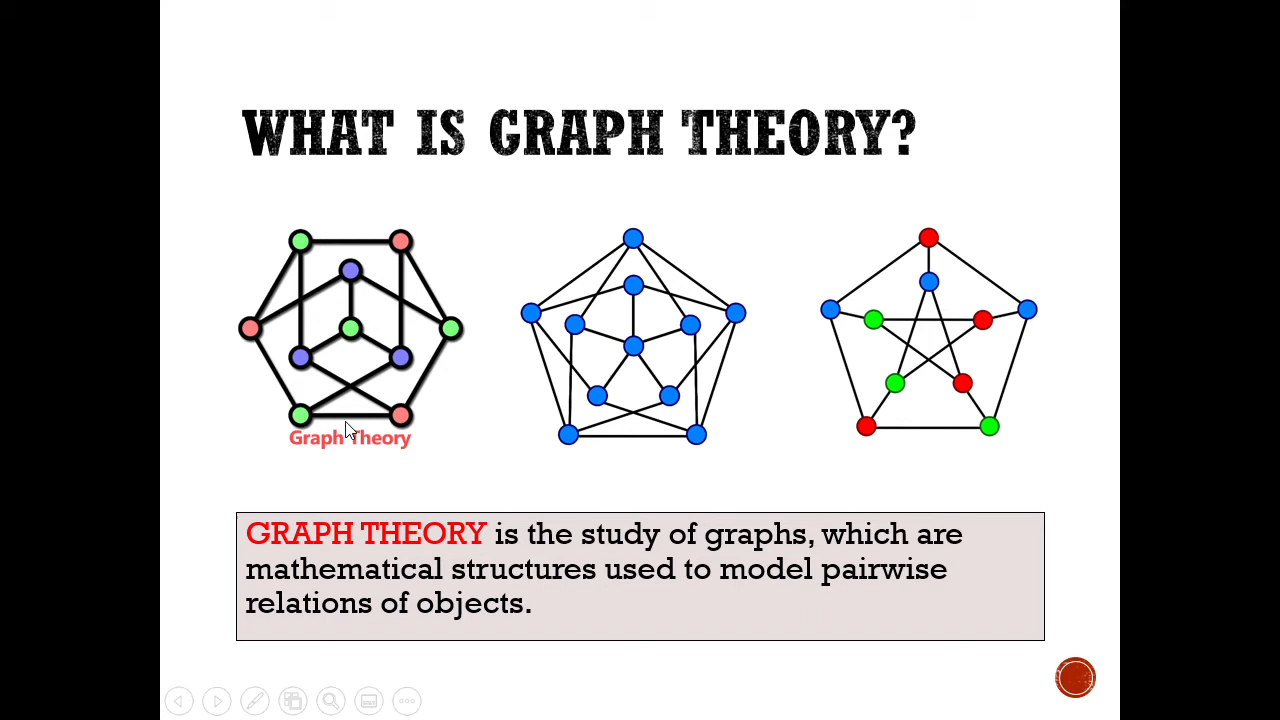 WHAT IS GRAPH THEORY?
Graph Theory
GRAPH THEORY is the study of graphs, which are
mathematical structures used to model pairwise
relations of objects.